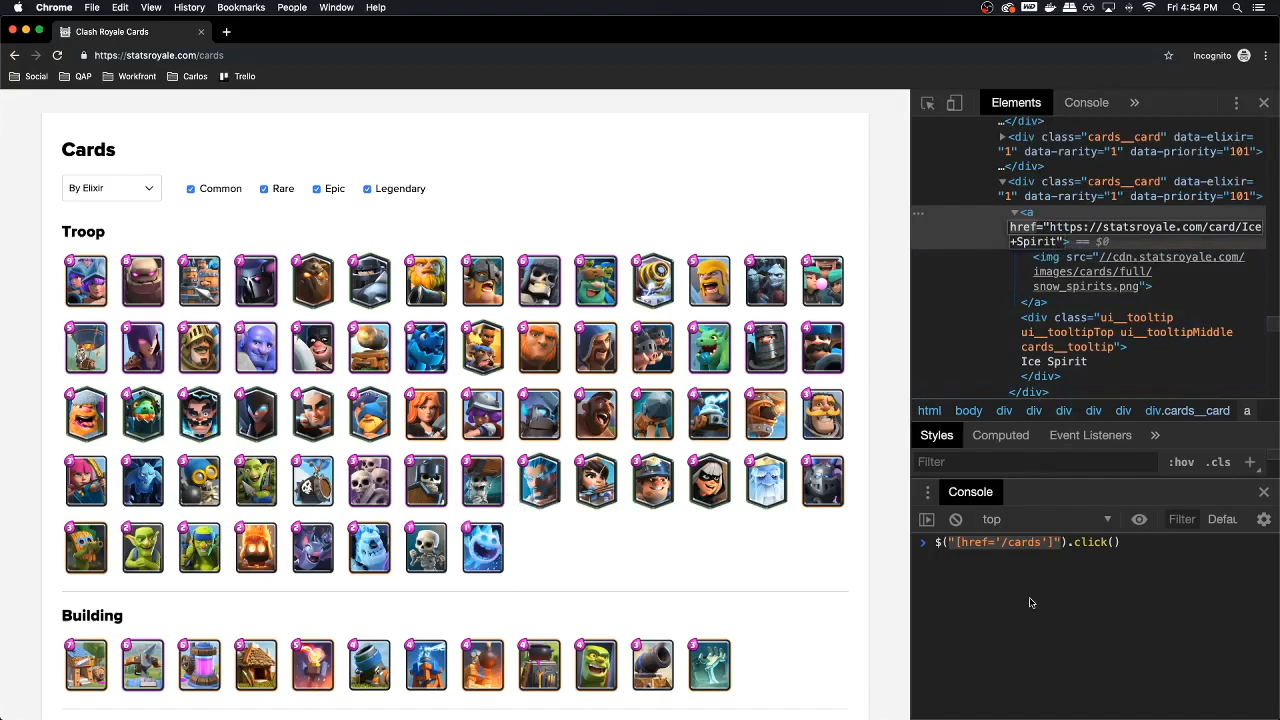 Chrome File Edit View History Bookmarks People Window Help Fri 4:54 PM
Clash Royale Cards
https://statsroyale.com/cards Incognito
Social QAP Workfront Carlos Trello
Elements Console
Cards
By Elixir Common Rare Epic Legendary
Troop
Building
…</div>
<div class="cards__card" data-elixir=
"1" data-rarity="1" data-priority="101">
…</div>
<div class="cards__card" data-elixir=
"1" data-rarity="1" data-priority="101">
<a
href="https://statsroyale.com/card/Ice
+Spirit"> == $0
<img src="//cdn.statsroyale.com/
images/cards/full/
snow_spirits.png">
</a>
<div class="ui__tooltip
ui__tooltipTop ui__tooltipMiddle
cards__tooltip">
Ice Spirit
</div>
</div>
html body div div div div div div.cards__card a
Styles Computed Event Listeners
Filter :hov .cls
Console
top Filter Defau
$("[href='/cards']").click()